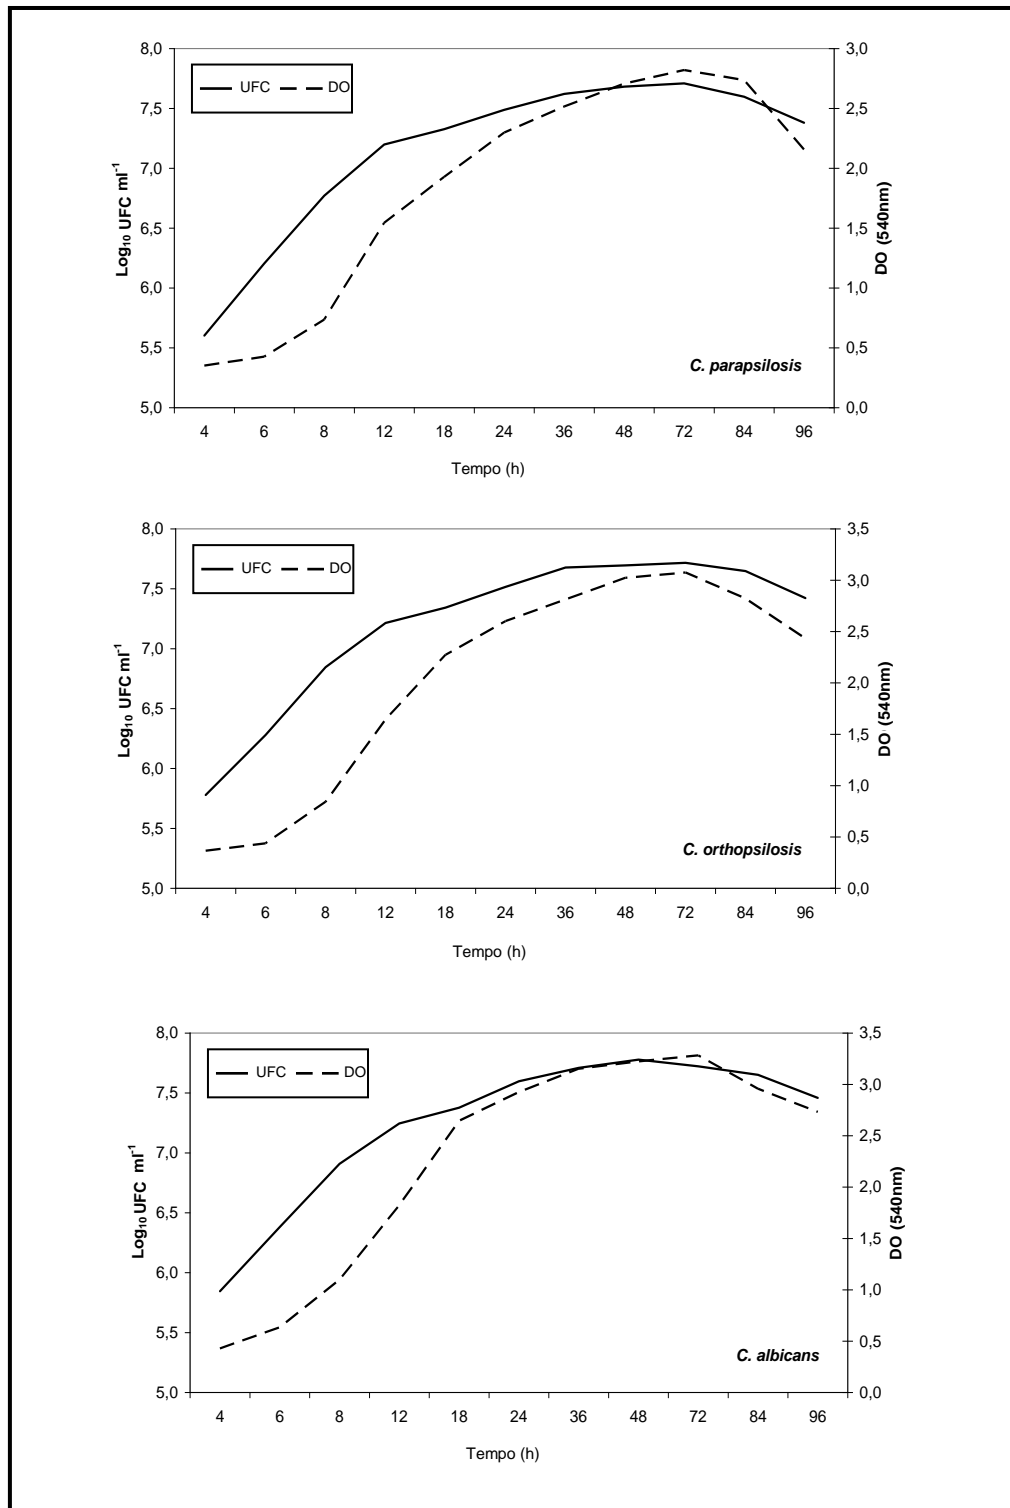 8,0
7,5
7,0
6,5
6,0
5,5
5,0
Log₁₀ UFC ml⁻¹
UFC DO
3,0
2,5
2,0
1,5
1,0
0,5
0,0
DO (540nm)
C. parapsilosis
4 6 8 12 18 24 36 48 72 84 96
Tempo (h)
8,0
7,5
7,0
6,5
6,0
5,5
5,0
Log₁₀ UFC ml⁻¹
UFC DO
3,5
3,0
2,5
2,0
1,5
1,0
0,5
0,0
DO (540nm)
C. orthopsilosis
4 6 8 12 18 24 36 48 72 84 96
Tempo (h)
8,0
7,5
7,0
6,5
6,0
5,5
5,0
Log₁₀ UFC ml⁻¹
UFC DO
3,5
3,0
2,5
2,0
1,5
1,0
0,5
0,0
DO (540nm)
C. albicans
4 6 8 12 18 24 36 48 72 84 96
Tempo (h)